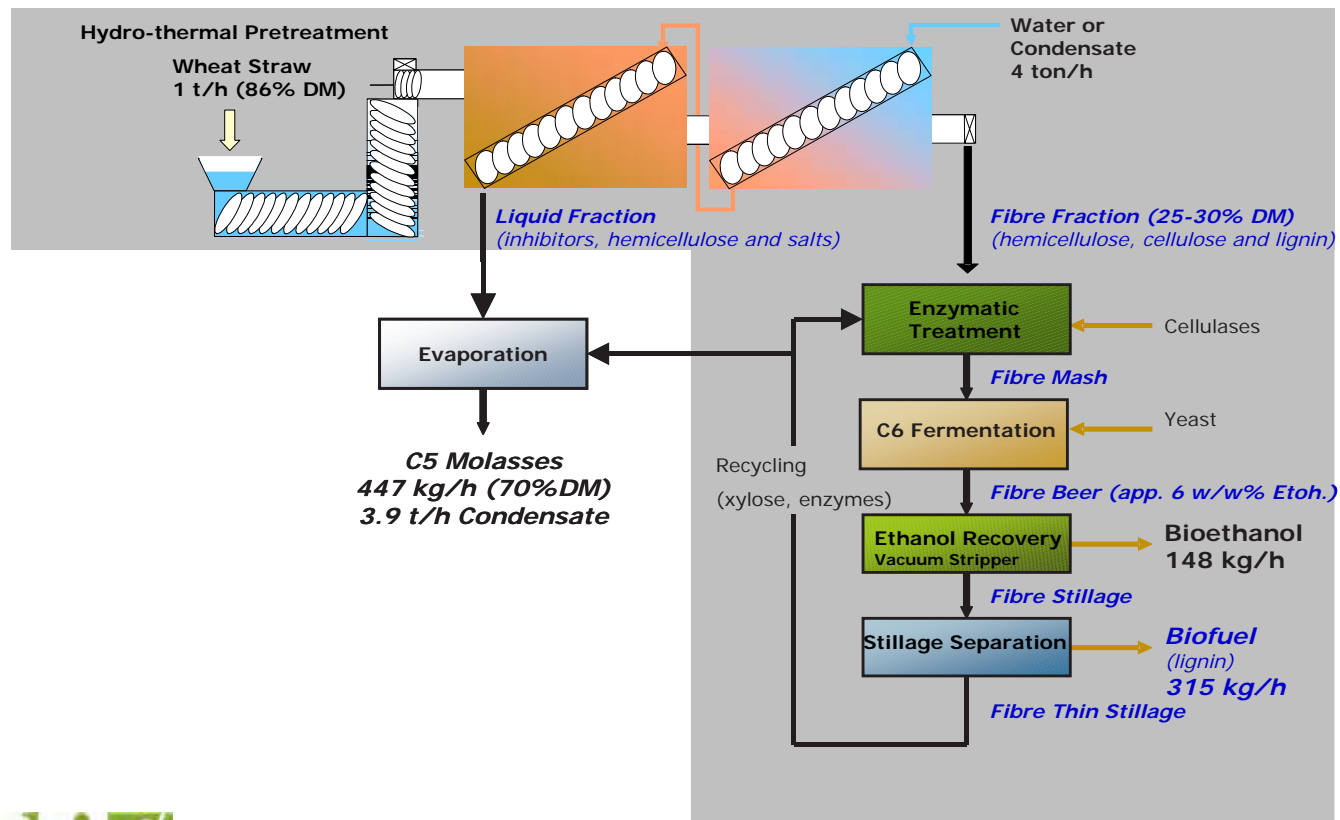 Hydro-thermal Pretreatment
Wheat Straw
1 t/h (86% DM)
Water or
Condensate
4 ton/h
Liquid Fraction
(inhibitors, hemicellulose and salts)
Fibre Fraction (25-30% DM)
(hemicellulose, cellulose and lignin)
Enzymatic
Treatment
Cellulases
Evaporation
Fibre Mash
C6 Fermentation
Yeast
C5 Molasses
447 kg/h (70%DM)
3.9 t/h Condensate
Recycling
(xylose, enzymes)
Fibre Beer (app. 6 w/w% Etoh.)
Ethanol Recovery
Vacuum Stripper
Bioethanol
148 kg/h
Fibre Stillage
Stillage Separation
Biofuel
(lignin)
315 kg/h
Fibre Thin Stillage